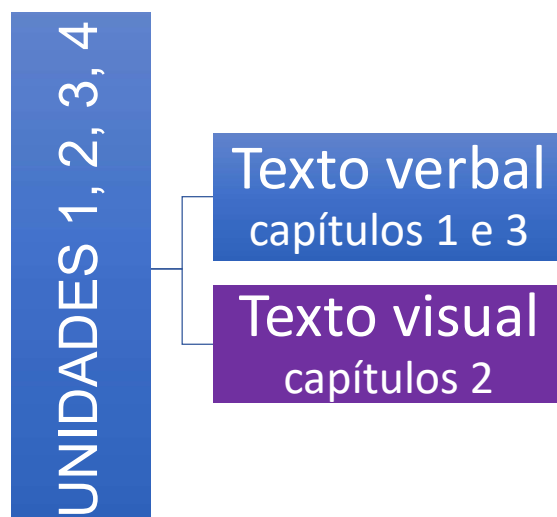 UNIDADES 1, 2, 3, 4
Texto verbal
capítulos 1 e 3
Texto visual
capítulos 2